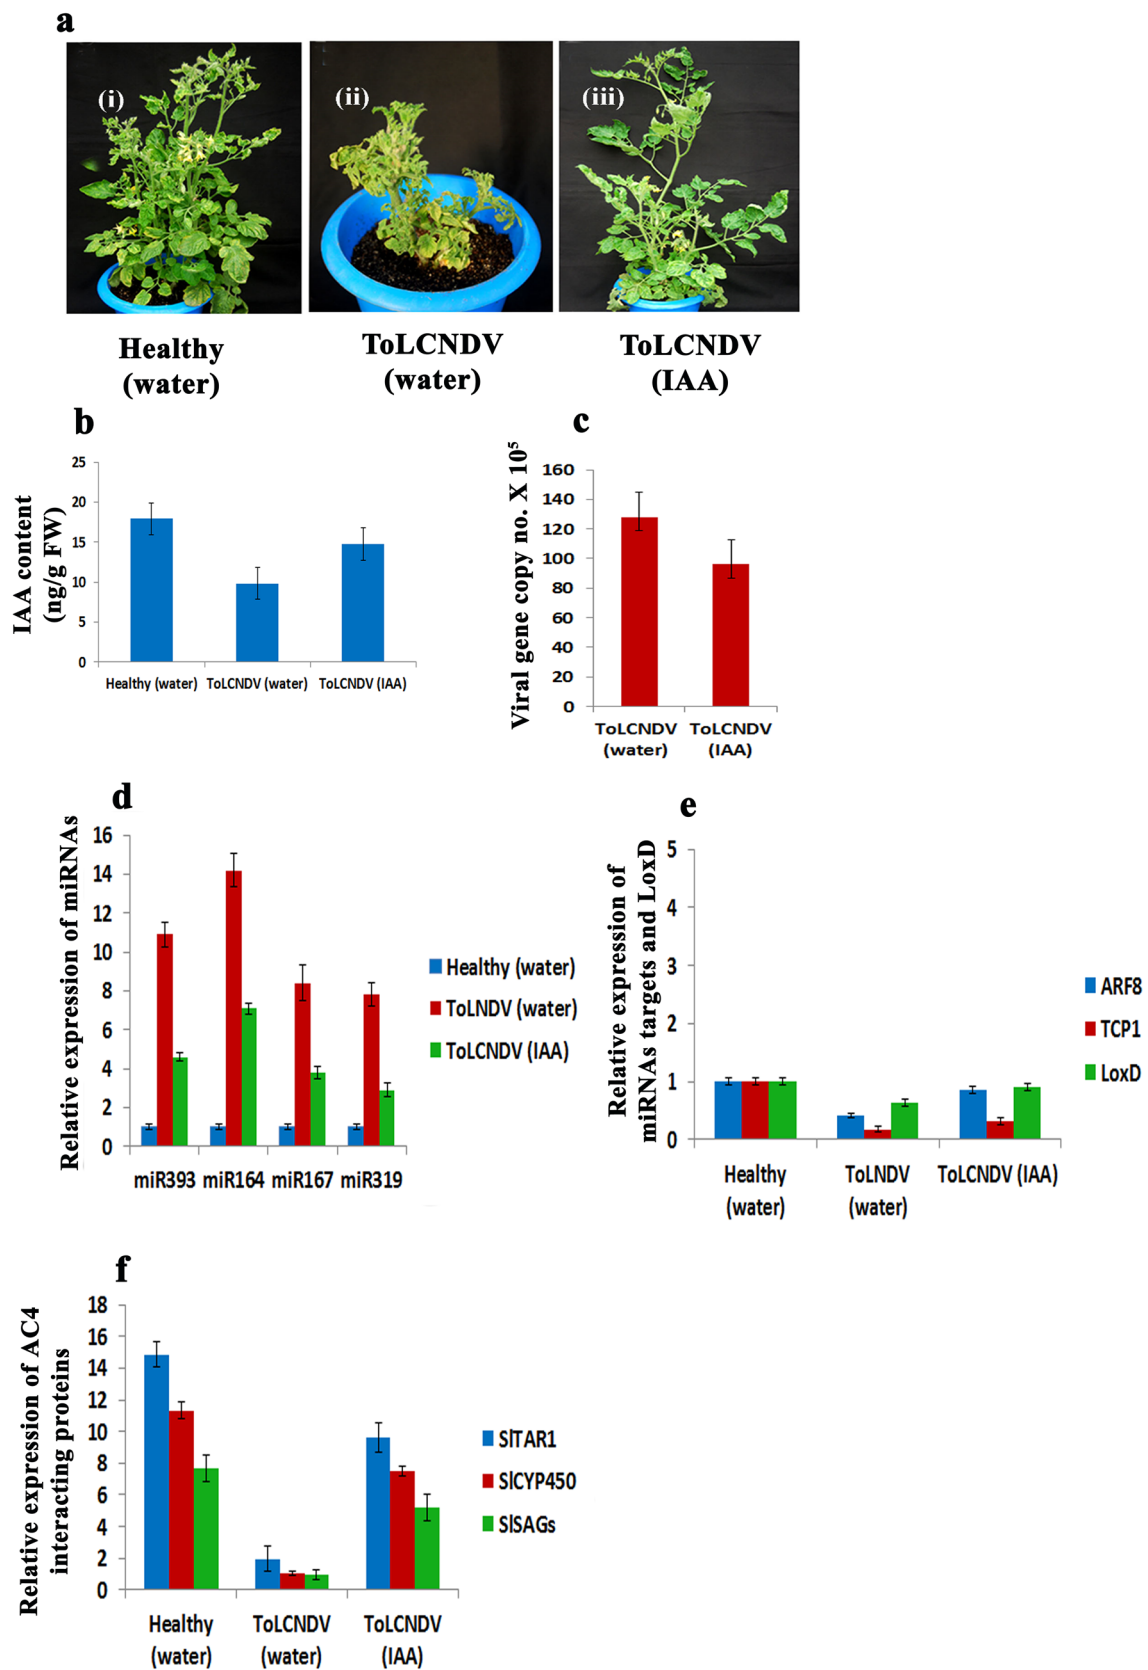 a
(i)
(ii)
(iii)
Healthy
(water)
ToLCNDV
(water)
ToLCNDV
(IAA)
b
IAA content
(ng/g FW)
25
20
15
10
5
0
Healthy (water)
ToLCNDV (water)
ToLCNDV (IAA)
c
Viral gene copy no. X 10⁵
160
140
120
100
80
60
40
20
0
ToLCNDV
(water)
ToLCNDV
(IAA)
d
Relative expression of miRNAs
16
14
12
10
8
6
4
2
0
miR393
miR164
miR167
miR319
Healthy (water)
ToLNDV (water)
ToLCNDV (IAA)
e
Relative expression of
miRNAs targets and LoxD
5
4
3
2
1
0
Healthy
(water)
ToLNDV
(water)
ToLCNDV (IAA)
ARF8
TCP1
LoxD
f
Relative expression of AC4
interacting proteins
18
16
14
12
10
8
6
4
2
0
Healthy
(water)
ToLCNDV
(water)
ToLCNDV
(IAA)
SlTAR1
SlCYP450
SlSAGs